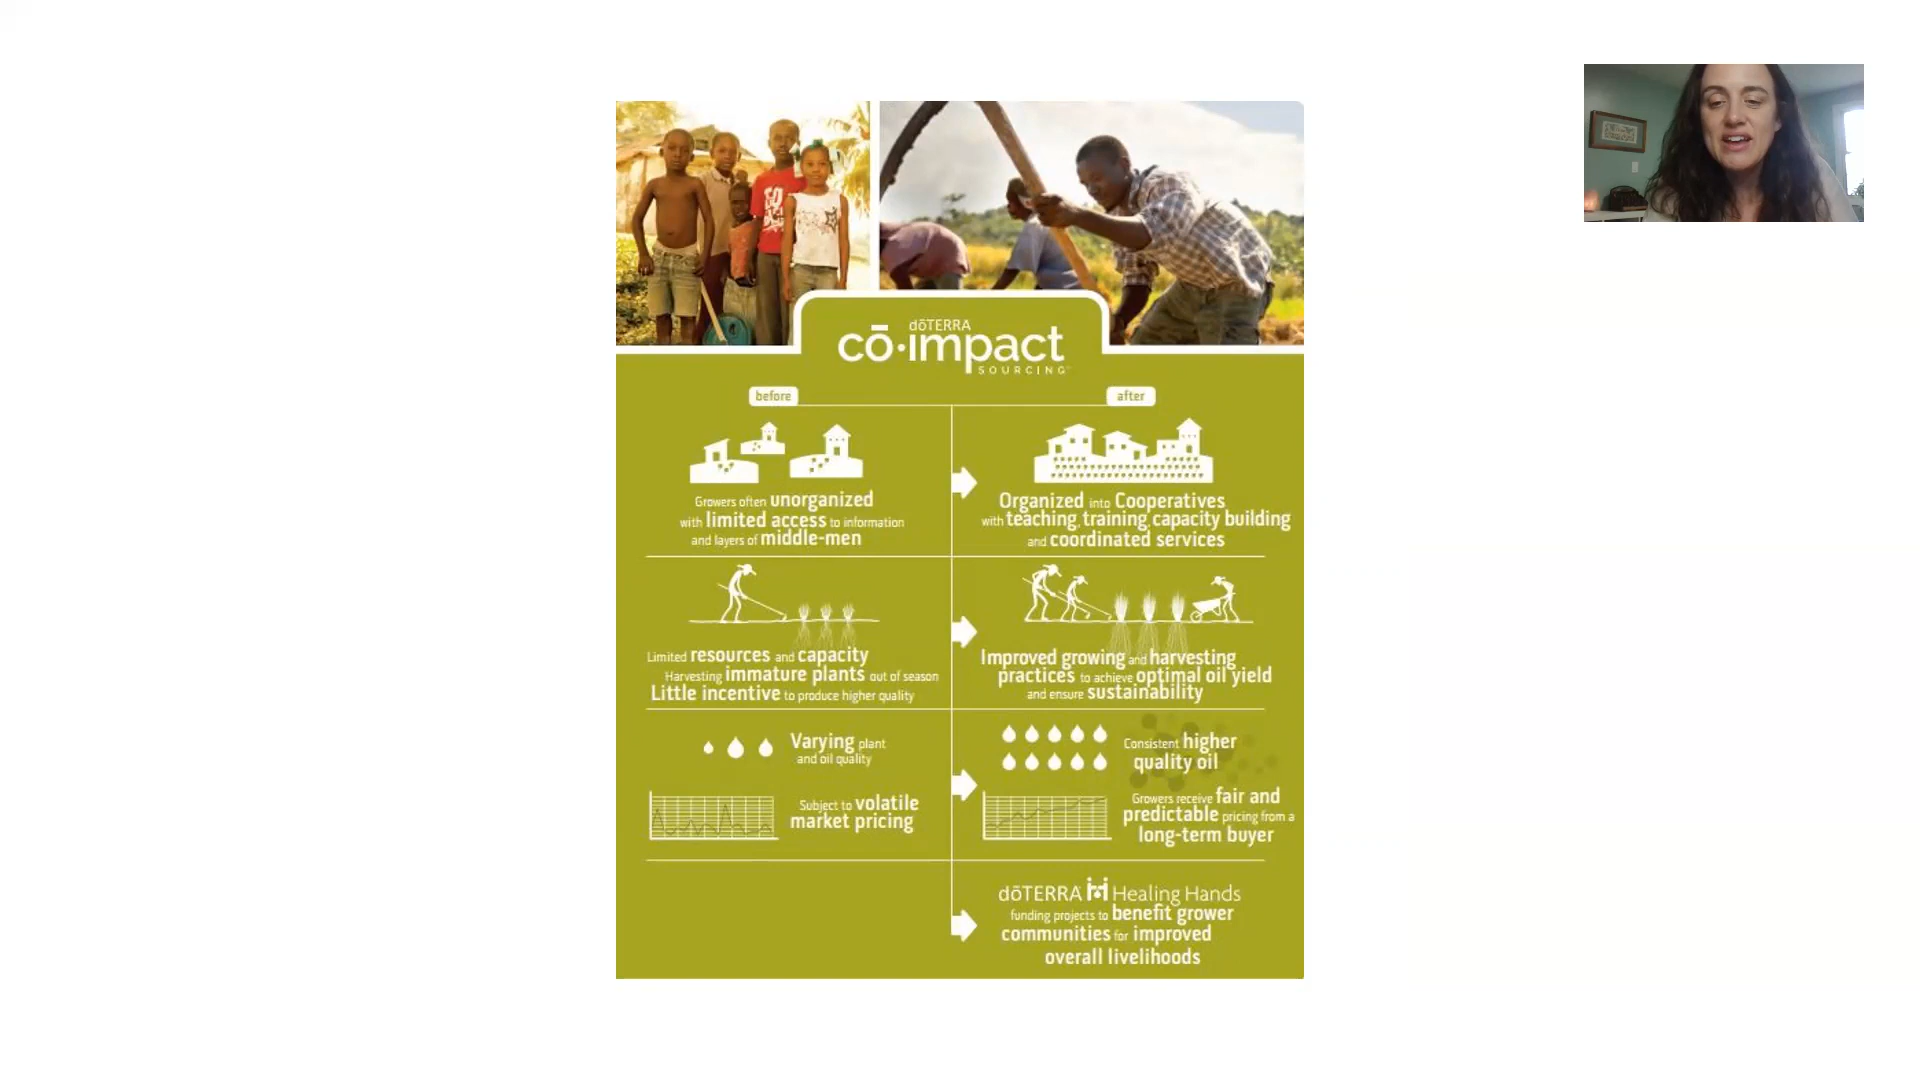 dōTERRA
cō•impact
SOURCING™
before
after
Growers often unorganized
with limited access to information
and layers of middle-men
Organized into Cooperatives
with teaching, training, capacity building
and coordinated services
Limited resources and capacity
Harvesting immature plants out of season
Little incentive to produce higher quality
Improved growing and harvesting
practices to achieve optimal oil yield
and ensure sustainability
Varying plant
and oil quality
Consistent higher
quality oil
Subject to volatile
market pricing
Growers receive fair and
predictable pricing from a
long-term buyer
dōTERRA Healing Hands
funding projects to benefit grower
communities for improved
overall livelihoods